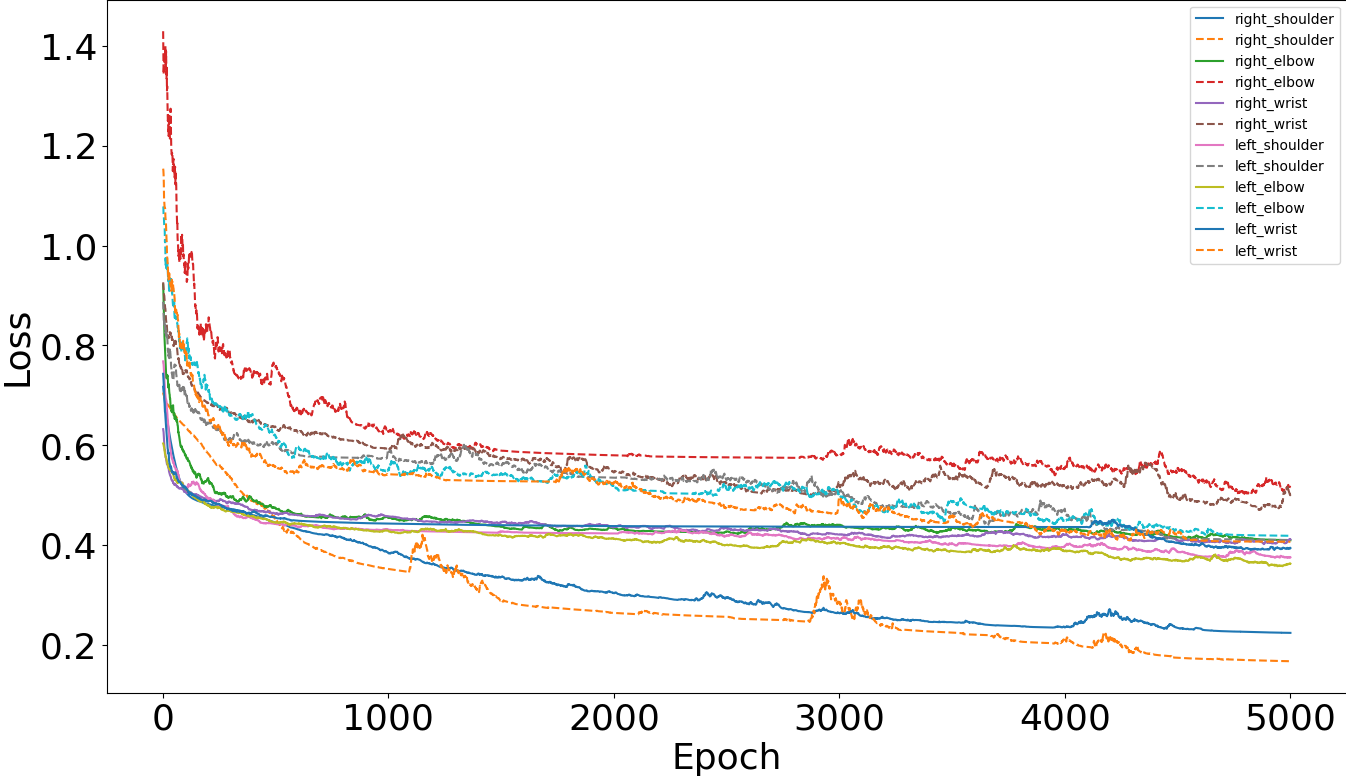 1.4
1.2
1.0
0.8
0.6
0.4
0.2
Loss
0 1000 2000 3000 4000 5000
Epoch
right_shoulder
right_shoulder
right_elbow
right_elbow
right_wrist
right_wrist
left_shoulder
left_shoulder
left_elbow
left_elbow
left_wrist
left_wrist